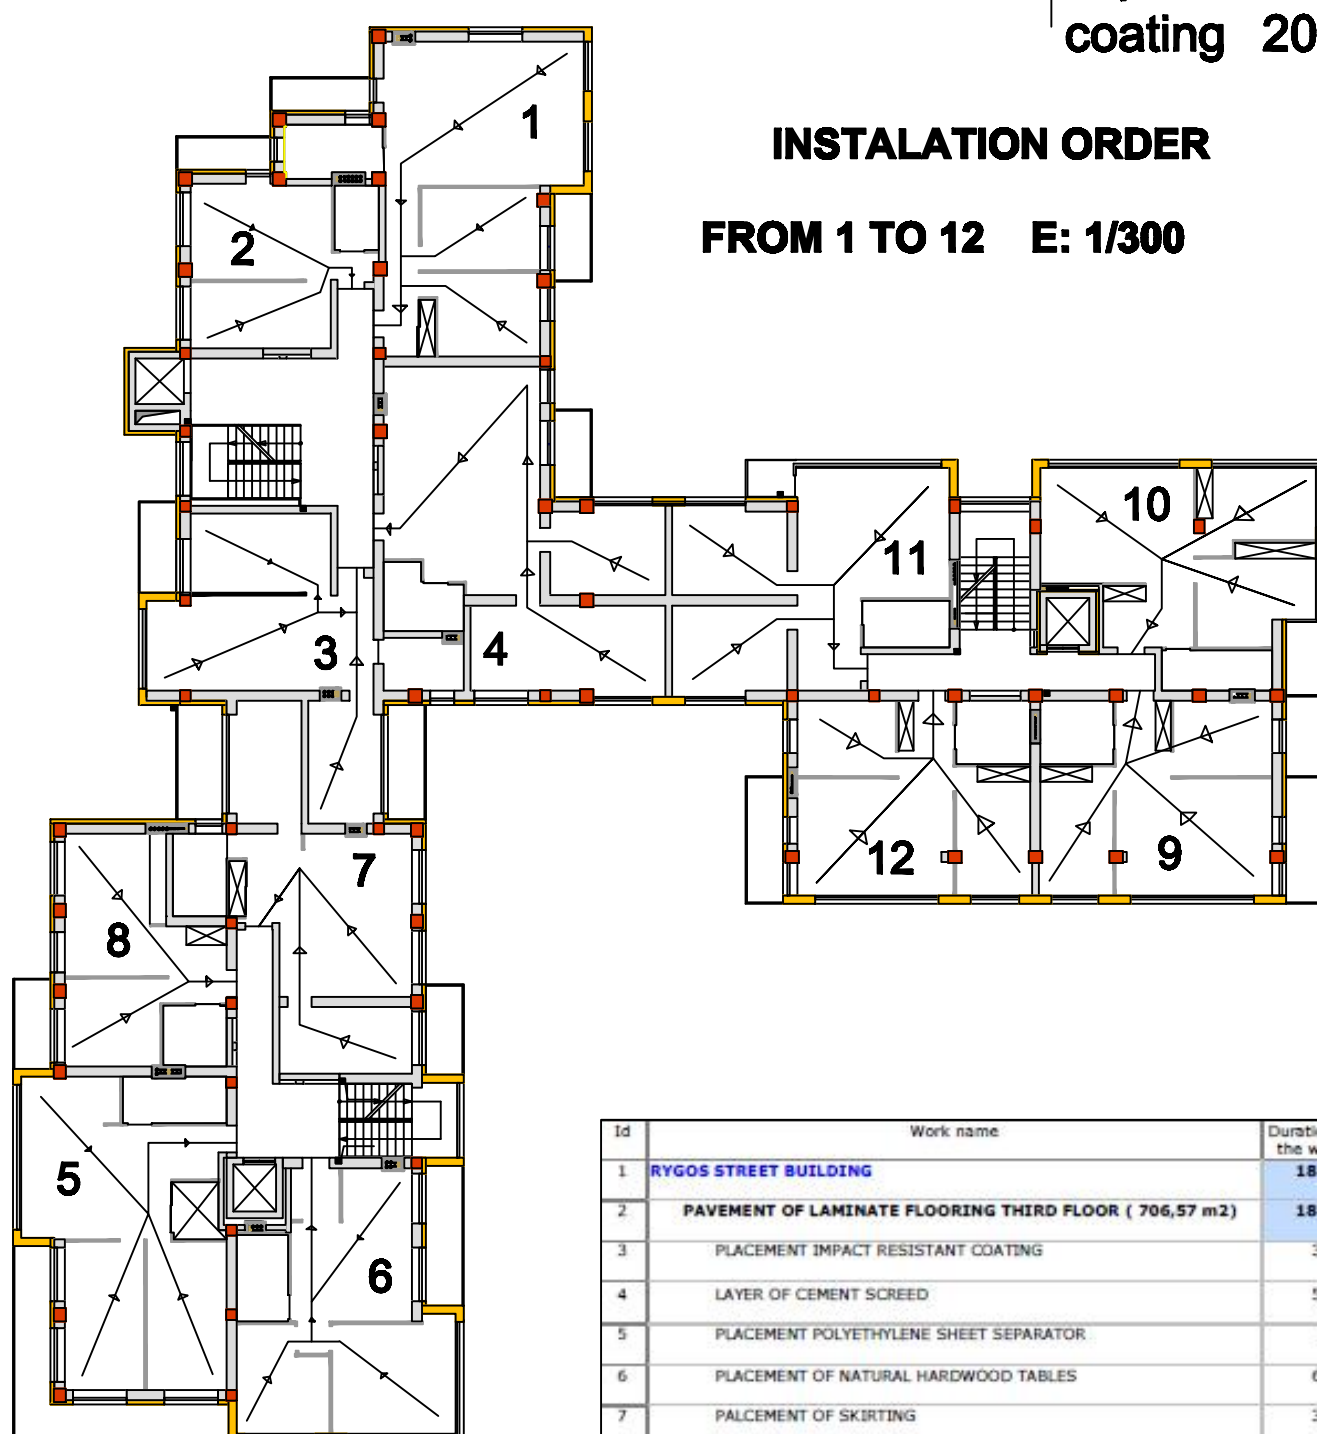 coating 20
INSTALATION ORDER
FROM 1 TO 12 E: 1/300
1
2
3
4
11
10
12
9
7
8
5
6
Id Work name
1 RYGOS STREET BUILDING 18
2 PAVEMENT OF LAMINATE FLOORING THIRD FLOOR ( 706,57 m2) 18
3 PLACEMENT IMPACT RESISTANT COATING
4 LAYER OF CEMENT SCREED
5 PLACEMENT POLYETHYLENE SHEET SEPARATOR
6 PLACEMENT OF NATURAL HARDWOOD TABLES
7 PALCEMENT OF SKIRTING